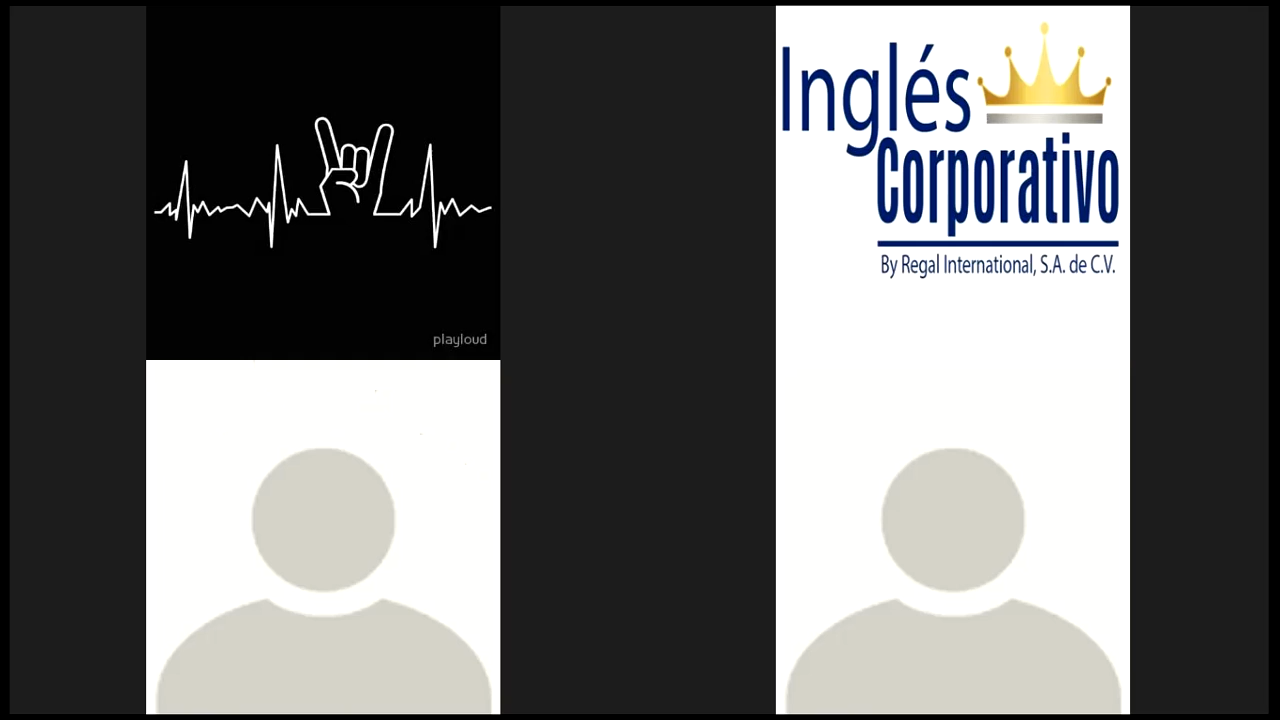 playloud
Inglés
Corporativo
By Regal International, S.A. de C.V.